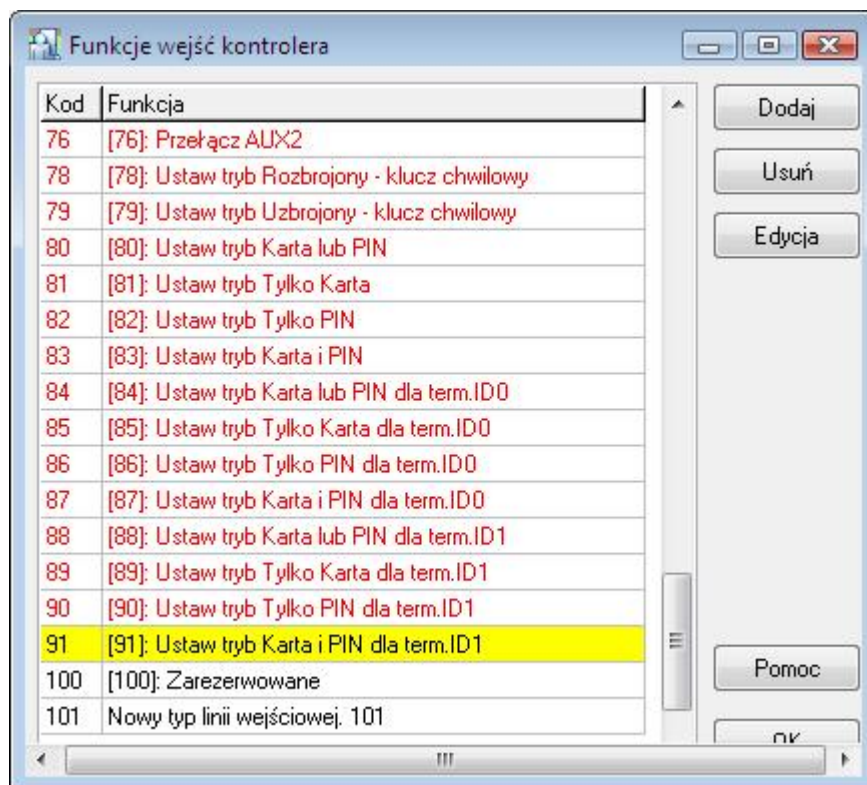 Funkcje wejść kontrolera
Kod Funkcja
76 [76]: Przełącz AUX2
78 [78]: Ustaw tryb Rozbrojony - klucz chwilowy
79 [79]: Ustaw tryb Uzbrojony - klucz chwilowy
80 [80]: Ustaw tryb Karta lub PIN
81 [81]: Ustaw tryb Tylko Karta
82 [82]: Ustaw tryb Tylko PIN
83 [83]: Ustaw tryb Karta i PIN
84 [84]: Ustaw tryb Karta lub PIN dla term.ID0
85 [85]: Ustaw tryb Tylko Karta dla term.ID0
86 [86]: Ustaw tryb Tylko PIN dla term.ID0
87 [87]: Ustaw tryb Karta i PIN dla term.ID0
88 [88]: Ustaw tryb Karta lub PIN dla term.ID1
89 [89]: Ustaw tryb Tylko Karta dla term.ID1
90 [90]: Ustaw tryb Tylko PIN dla term.ID1
91 [91]: Ustaw tryb Karta i PIN dla term.ID1
100 [100]: Zarezerwowane
101 Nowy typ linii wejściowej. 101
Dodaj
Usuń
Edycja
Pomoc
OK